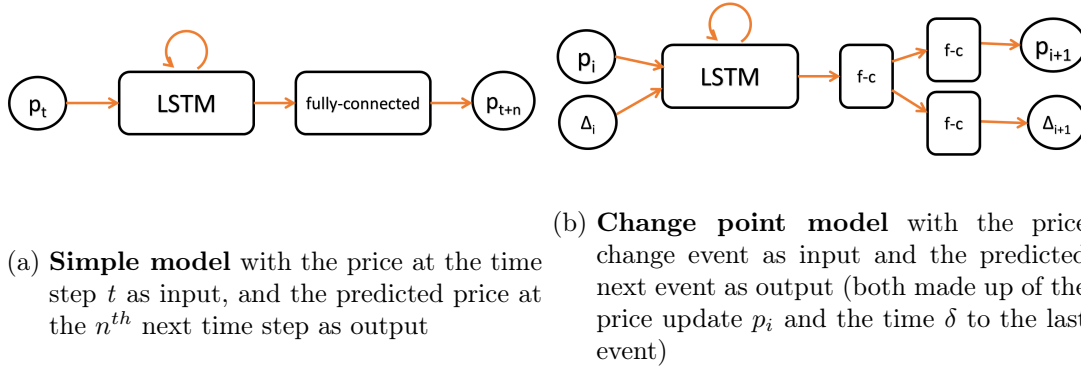 p_t
LSTM
fully-connected
p_{t+n}
(a) Simple model with the price at the time
step t as input, and the predicted price at
the n^{th} next time step as output
p_i
Δ_i
LSTM
f-c
f-c
p_{i+1}
f-c
Δ_{i+1}
(b) Change point model with the price
change event as input and the predicted
next event as output (both made up of the
price update p_i and the time δ to the last
event)